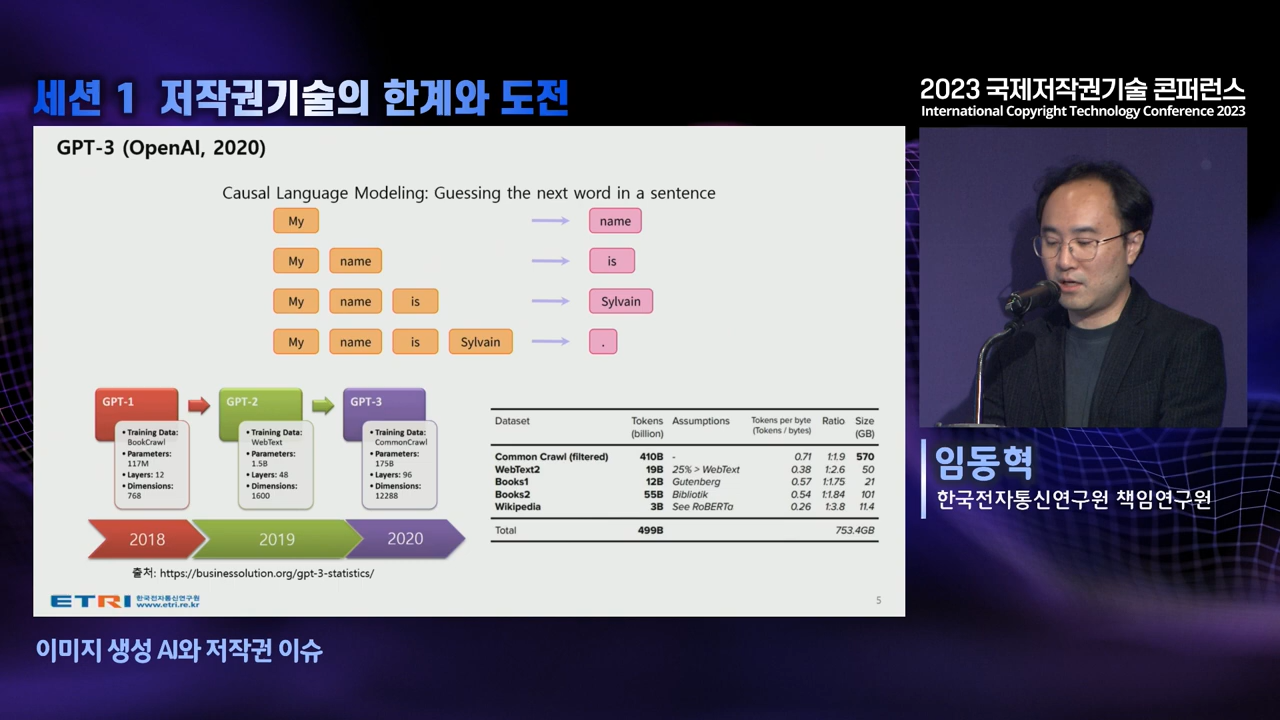 세션 1 저작권기술의 한계와 도전
2023 국제저작권기술 콘퍼런스
International Copyright Technology Conference 2023
GPT-3 (OpenAI, 2020)
Causal Language Modeling: Guessing the next word in a sentence
My name
My name is
My name is Sylvain
My name is Sylvain .
GPT-1
• Training Data:
BookCrawl
• Parameters:
117M
• Layers: 12
• Dimensions:
768
GPT-2
• Training Data:
WebText
• Parameters:
1.5B
• Layers: 48
• Dimensions:
1600
GPT-3
• Training Data:
CommonCrawl
• Parameters:
175B
• Layers: 96
• Dimensions:
12288
2018 2019 2020
출처: https://businessolution.org/gpt-3-statistics/
Dataset Tokens (billion) Assumptions Tokens per byte (Tokens / bytes) Ratio Size (GB)
Common Crawl (filtered) 410B - 0.71 1:1.9 570
WebText2 19B 25% > WebText 0.38 1:2.6 50
Books1 12B Gutenberg 0.57 1:1.75 21
Books2 55B Bibliotik 0.54 1:1.84 101
Wikipedia 3B See RoBERTa 0.26 1:3.8 11.4
Total 499B 753.4GB
ETRI 한국전자통신연구원
www.etri.re.kr
5
임동혁
한국전자통신연구원 책임연구원
이미지 생성 AI와 저작권 이슈